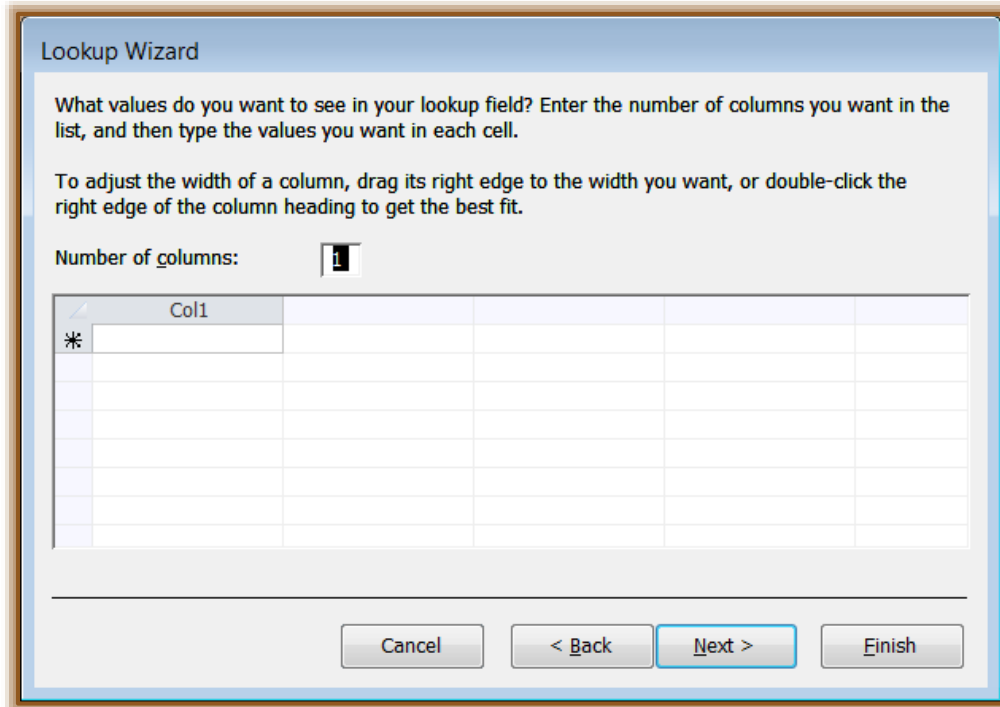 Lookup Wizard
What values do you want to see in your lookup field? Enter the number of columns you want in the
list, and then type the values you want in each cell.
To adjust the width of a column, drag its right edge to the width you want, or double-click the
right edge of the column heading to get the best fit.
Number of columns: 1
Col1
Cancel < Back Next > Finish